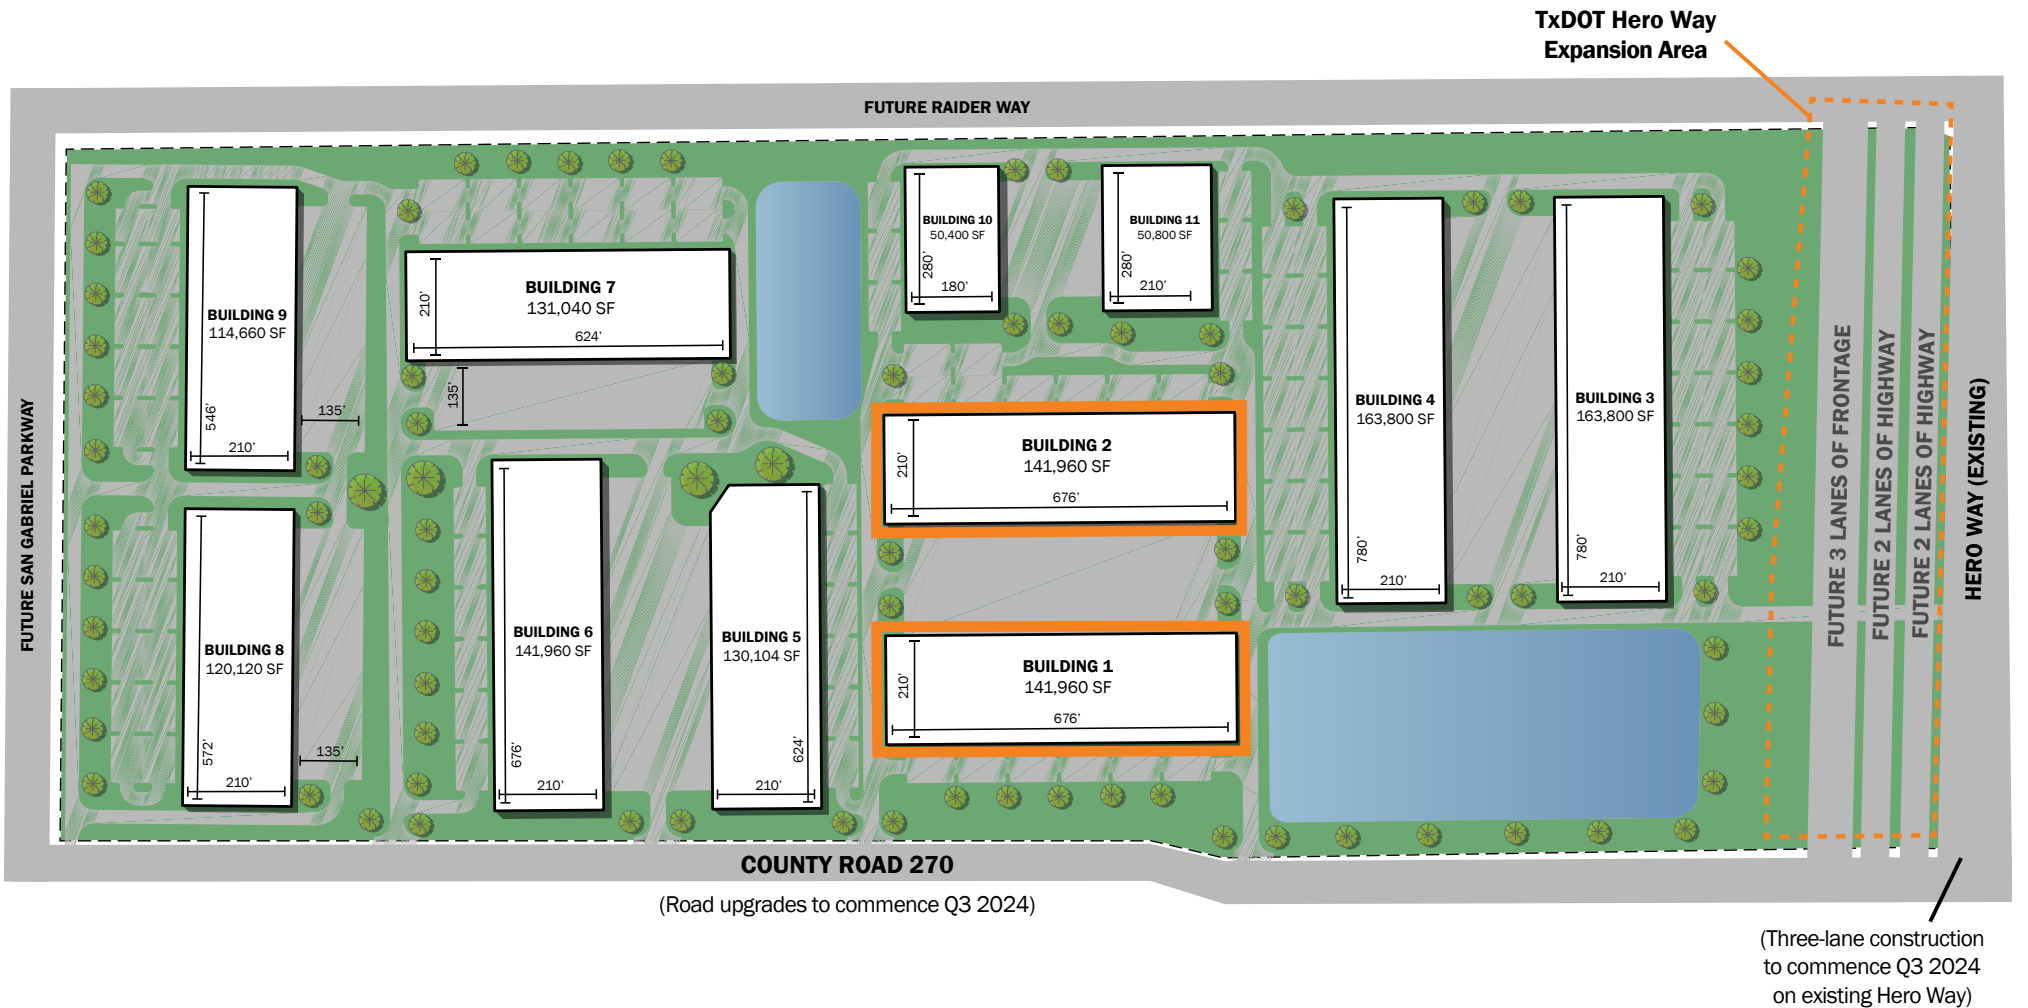 TxDOT Hero Way
Expansion Area
FUTURE RAIDER WAY
FUTURE SAN GABRIEL PARKWAY
BUILDING 9
114,660 SF
546'
210'
135'
BUILDING 7
131,040 SF
210'
624'
135'
BUILDING 10
50,400 SF
280'
180'
BUILDING 11
50,800 SF
280'
210'
BUILDING 2
141,960 SF
210'
676'
BUILDING 4
163,800 SF
780'
210'
BUILDING 3
163,800 SF
780'
210'
FUTURE 3 LANES OF FRONTAGE
FUTURE 2 LANES OF HIGHWAY
FUTURE 2 LANES OF HIGHWAY
HERO WAY (EXISTING)
BUILDING 8
120,120 SF
572'
210'
135'
BUILDING 6
141,960 SF
676'
210'
BUILDING 5
130,104 SF
624'
210'
BUILDING 1
141,960 SF
210'
676'
COUNTY ROAD 270
(Road upgrades to commence Q3 2024)
(Three-lane construction
to commence Q3 2024
on existing Hero Way)